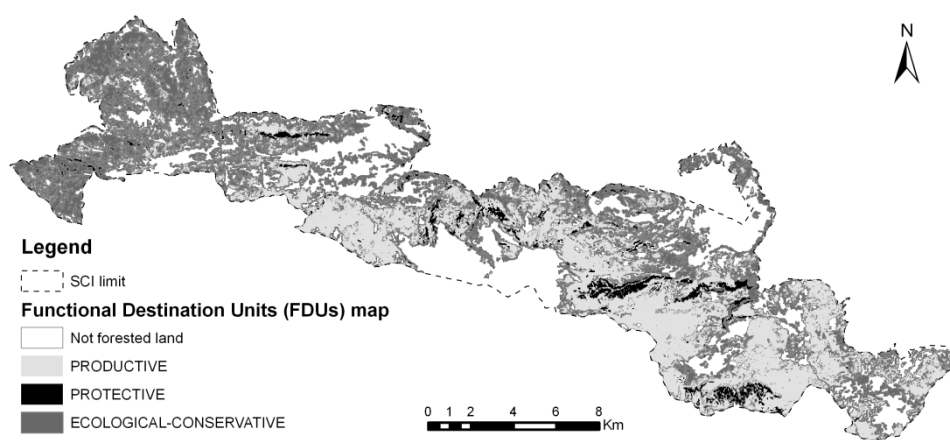 N
Legend
SCI limit
Functional Destination Units (FDUs) map
Not forested land
PRODUCTIVE
PROTECTIVE
ECOLOGICAL-CONSERVATIVE
0 1 2 4 6 8
Km